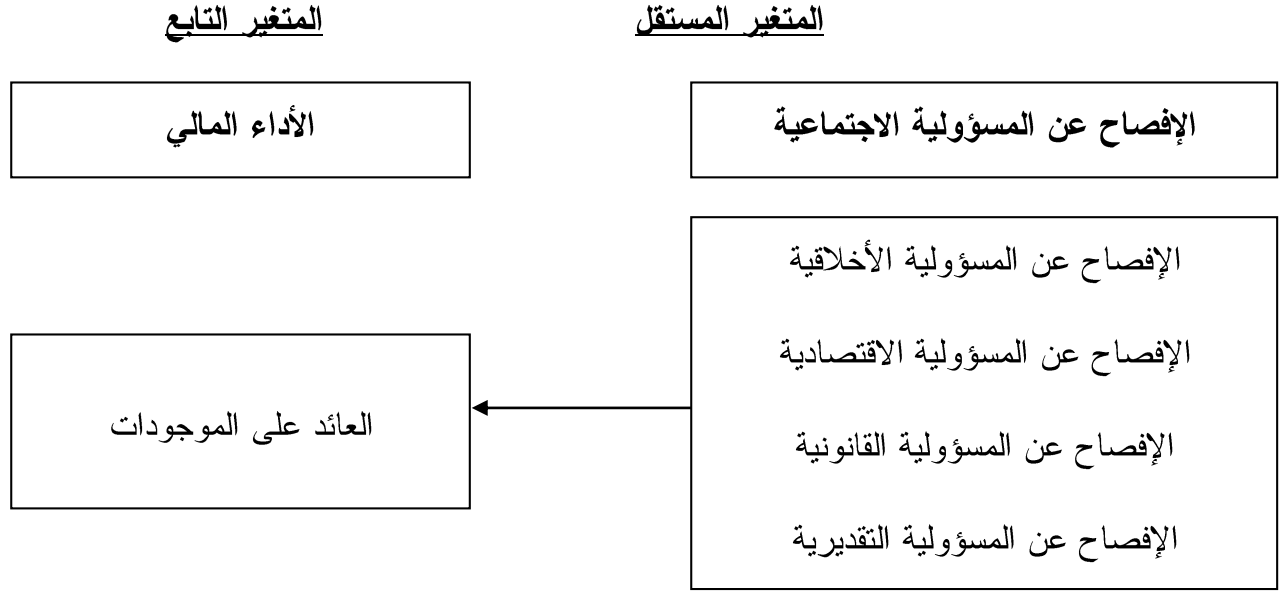 المتغير المستقل
المتغير التابع
الإفصاح عن المسؤولية الاجتماعية
الأداء المالي
الإفصاح عن المسؤولية الأخلاقية
الإفصاح عن المسؤولية الاقتصادية
الإفصاح عن المسؤولية القانونية
الإفصاح عن المسؤولية التقديرية
العائد على الموجودات